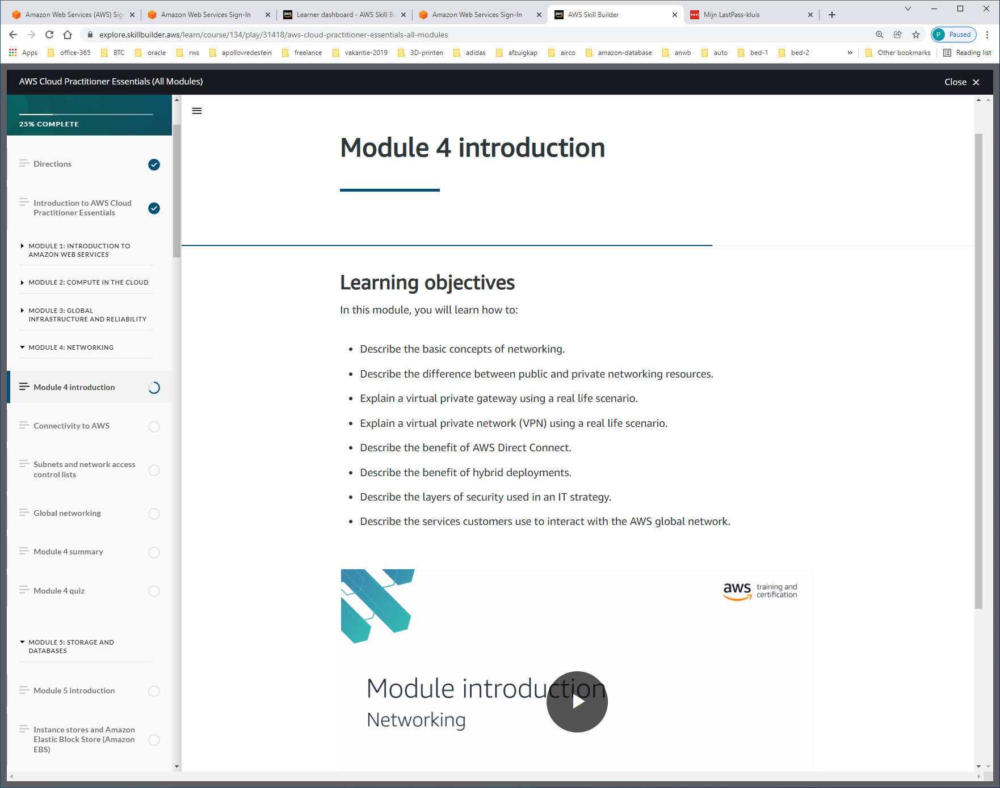 Amazon Web Services (AWS) Sig
Amazon Web Services Sign-In
Learner dashboard - AWS Skill Bu
Amazon Web Services Sign-In
AWS Skill Builder
Mijn LastPass-kluis
explore.skillbuilder.aws/learn/course/134/play/31418/aws-cloud-practitioner-essentials-all-modules
P Paused
Apps office-365 BTC oracle rws apollovredestein freelance vakantie-2019 3D-printen adidas afzuigkap airco amazon-database anwb auto bed-1 bed-2 » Other bookmarks Reading list
AWS Cloud Practitioner Essentials (All Modules)
Close
25% COMPLETE
Directions
Introduction to AWS Cloud
Practitioner Essentials
MODULE 1: INTRODUCTION TO
AMAZON WEB SERVICES
MODULE 2: COMPUTE IN THE CLOUD
MODULE 3: GLOBAL
INFRASTRUCTURE AND RELIABILITY
MODULE 4: NETWORKING
Module 4 introduction
Connectivity to AWS
Subnets and network access
control lists
Global networking
Module 4 summary
Module 4 quiz
MODULE 5: STORAGE AND
DATABASES
Module 5 introduction
Instance stores and Amazon
Elastic Block Store (Amazon
EBS)
Module 4 introduction
Learning objectives
In this module, you will learn how to:
• Describe the basic concepts of networking.
• Describe the difference between public and private networking resources.
• Explain a virtual private gateway using a real life scenario.
• Explain a virtual private network (VPN) using a real life scenario.
• Describe the benefit of AWS Direct Connect.
• Describe the benefit of hybrid deployments.
• Describe the layers of security used in an IT strategy.
• Describe the services customers use to interact with the AWS global network.
aws training and
certification
Module introduction
Networking